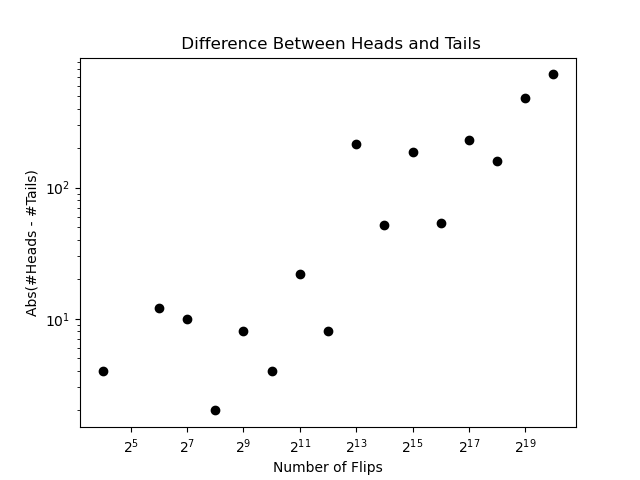 Difference Between Heads and Tails
Abs(#Heads - #Tails)
10²
10¹
2⁵ 2⁷ 2⁹ 2¹¹ 2¹³ 2¹⁵ 2¹⁷ 2¹⁹
Number of Flips